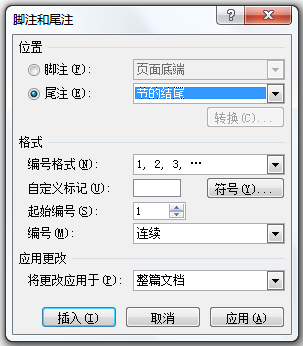 脚注和尾注
位置
脚注(F): 页面底端
尾注(E): 节的结尾
转换(C)...
格式
编号格式(N): 1, 2, 3, …
自定义标记(U): 符号(Y)...
起始编号(S): 1
编号(M): 连续
应用更改
将更改应用于(P): 整篇文档
插入(I) 取消 应用(A)